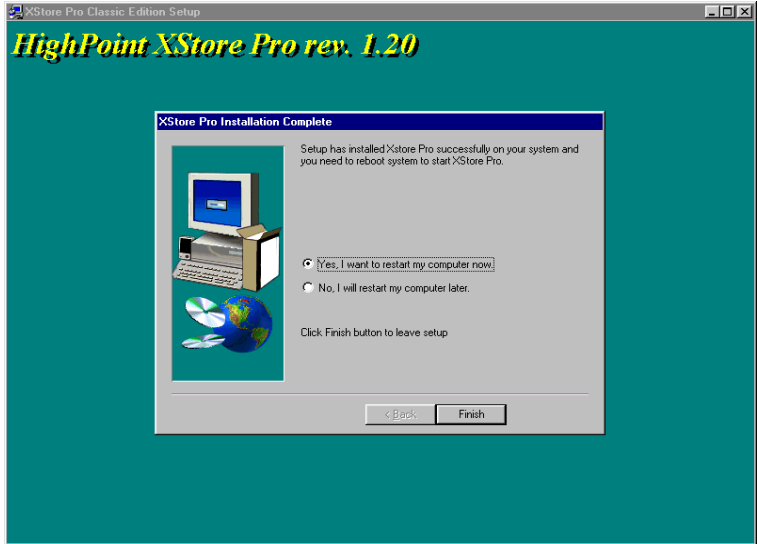 XStore Pro Classic Edition Setup
HighPoint XStore Pro rev. 1.20
XStore Pro Installation Complete
Setup has installed Xstore Pro successfully on your system and
you need to reboot system to start XStore Pro.
Yes, I want to restart my computer now.
No, I will restart my computer later.
Click Finish button to leave setup
< Back
Finish